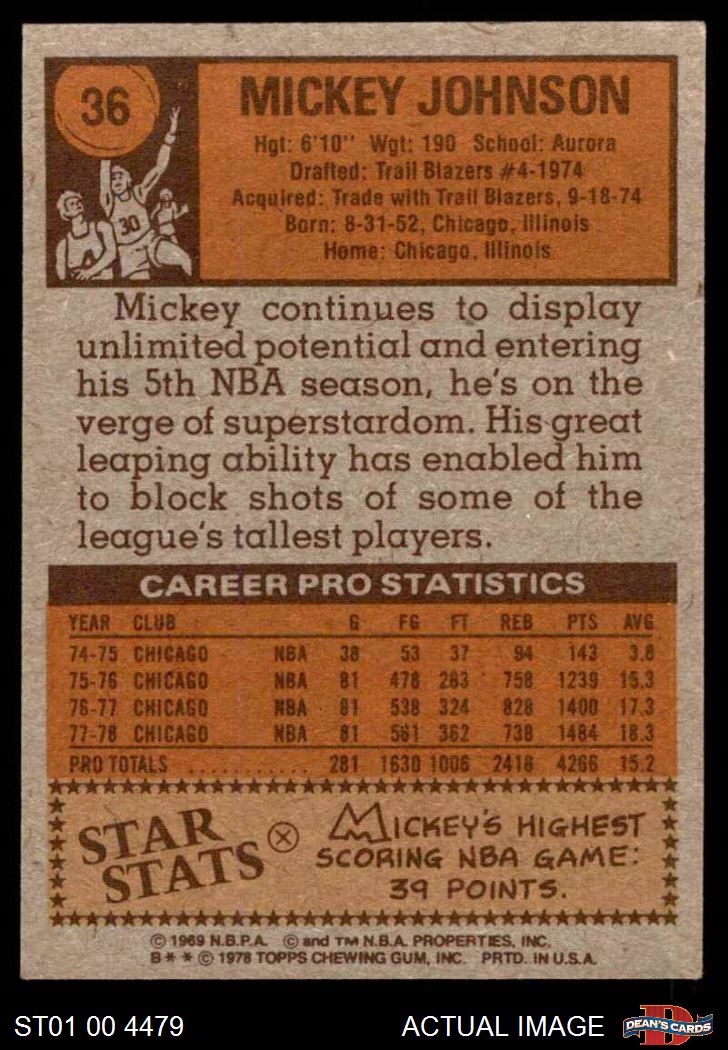 36
MICKEY JOHNSON
Hgt: 6'10" Wgt: 190 School: Aurora
Drafted: Trail Blazers #4-1974
Acquired: Trade with Trail Blazers, 9-18-74
Born: 8-31-52, Chicago, Illinois
Home: Chicago, Illinois
30
Mickey continues to display
unlimited potential and entering
his 5th NBA season, he's on the
verge of superstardom. His great
leaping ability has enabled him
to block shots of some of the
league's tallest players.
CAREER PRO STATISTICS
YEAR CLUB G FG FT REB PTS AVG
74-75 CHICAGO NBA 38 53 37 94 143 3.8
75-76 CHICAGO NBA 81 478 283 758 1239 15.3
76-77 CHICAGO NBA 81 538 324 828 1400 17.3
77-78 CHICAGO NBA 81 561 362 738 1484 18.3
PRO TOTALS .......... 281 1630 1006 2418 4266 15.2
STAR
STATS
MICKEY'S HIGHEST
SCORING NBA GAME:
39 POINTS.
© 1969 N.B.P.A. © and TM N.B.A. PROPERTIES, INC.
B* * © 1978 TOPPS CHEWING GUM, INC. PRTD. IN U.S.A.
ST01 00 4479 ACTUAL IMAGE
D
DEAN'S CARDS